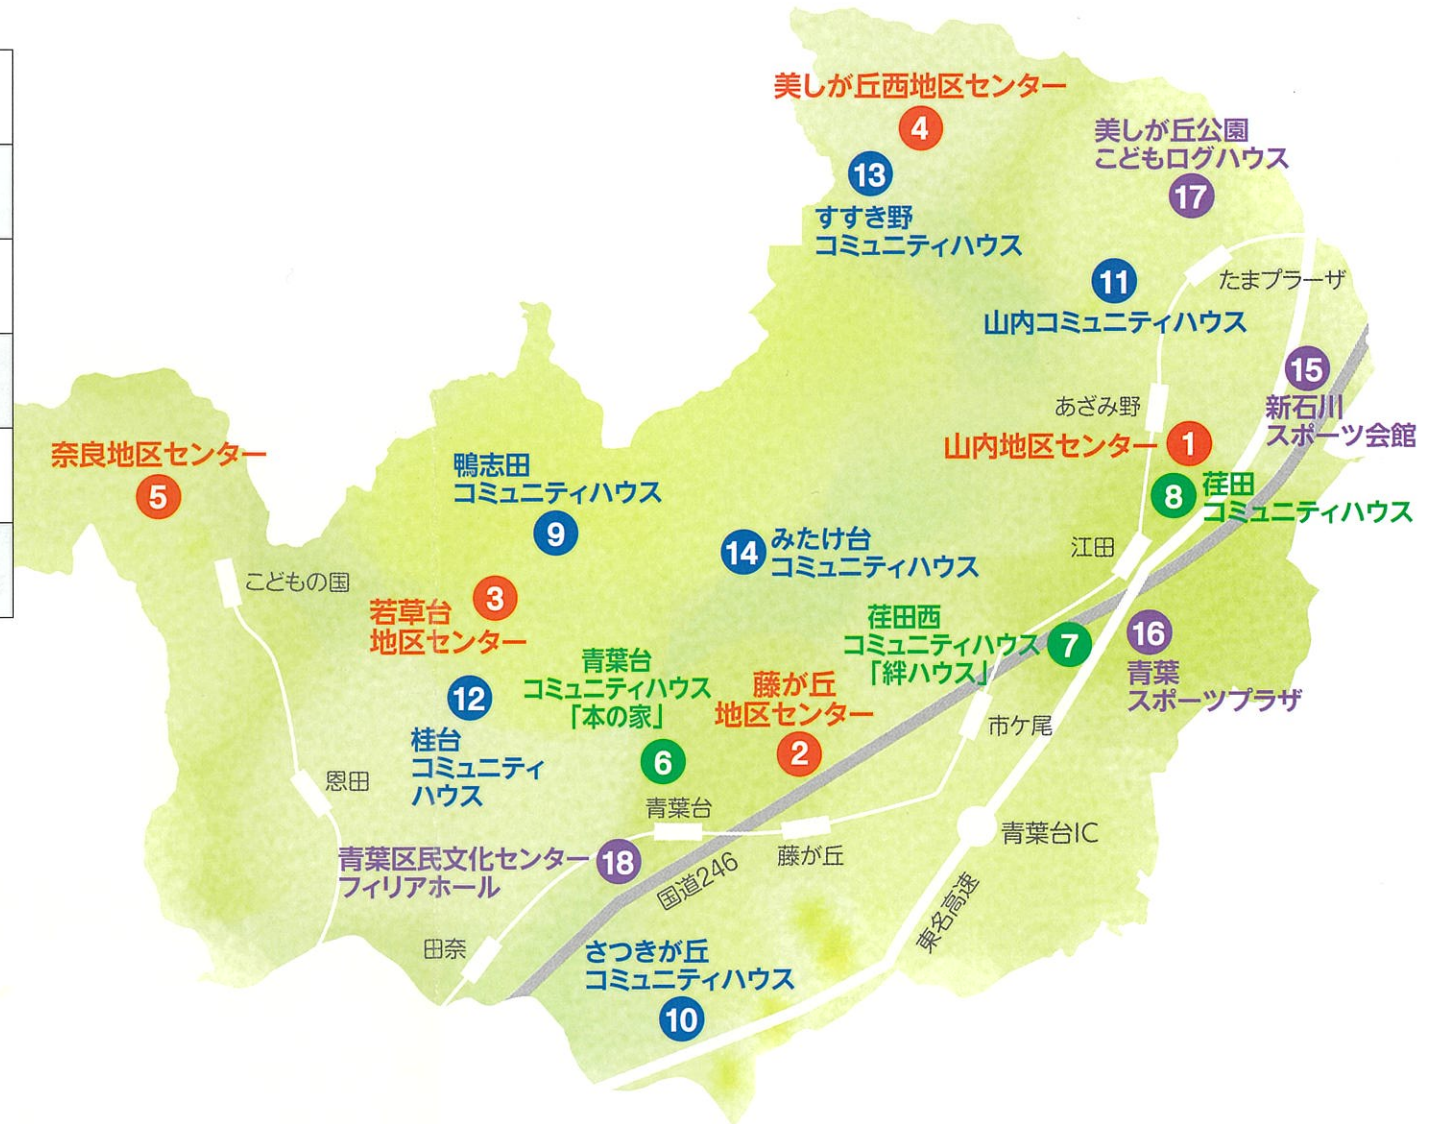 美しが丘西地区センター
4
美しが丘公園
こどもログハウス
17
13
すすき野
コミュニティハウス
11
山内コミュニティハウス
たまプラーザ
15
新石川
スポーツ会館
あざみ野
山内地区センター
1
8
荏田
コミュニティハウス
奈良地区センター
5
鴨志田
コミュニティハウス
9
14
みたけ台
コミュニティハウス
江田
こどもの国
3
若草台
地区センター
荏田西
コミュニティハウス
「絆ハウス」
7
16
青葉
スポーツプラザ
青葉台
コミュニティハウス
「本の家」
6
藤が丘
地区センター
2
12
桂台
コミュニティ
ハウス
市ケ尾
恩田
青葉台
藤が丘
青葉台IC
青葉区民文化センター
フィリアホール
18
国道246
東名高速
田奈
さつきが丘
コミュニティハウス
10